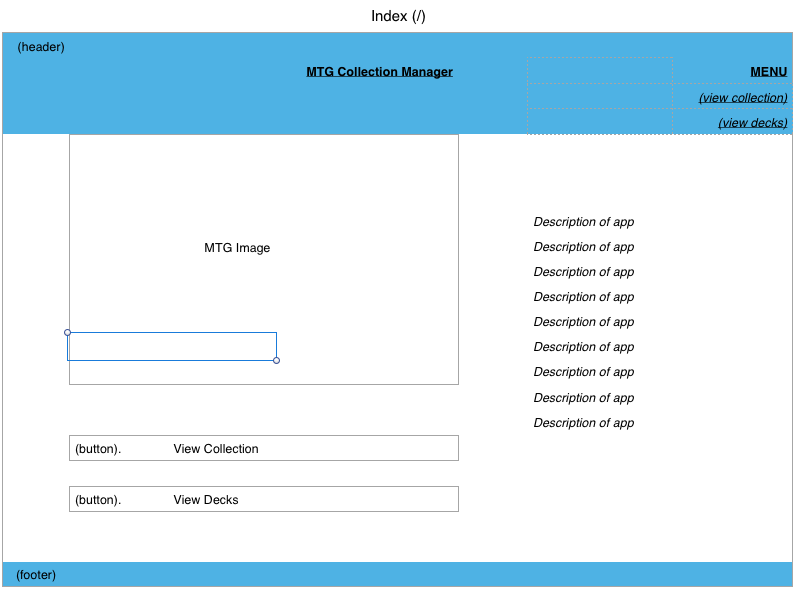 Index (/)
(header)
MTG Collection Manager
MENU
(view collection)
(view decks)
MTG Image
Description of app
Description of app
Description of app
Description of app
Description of app
Description of app
Description of app
Description of app
Description of app
(button). View Collection
(button). View Decks
(footer)